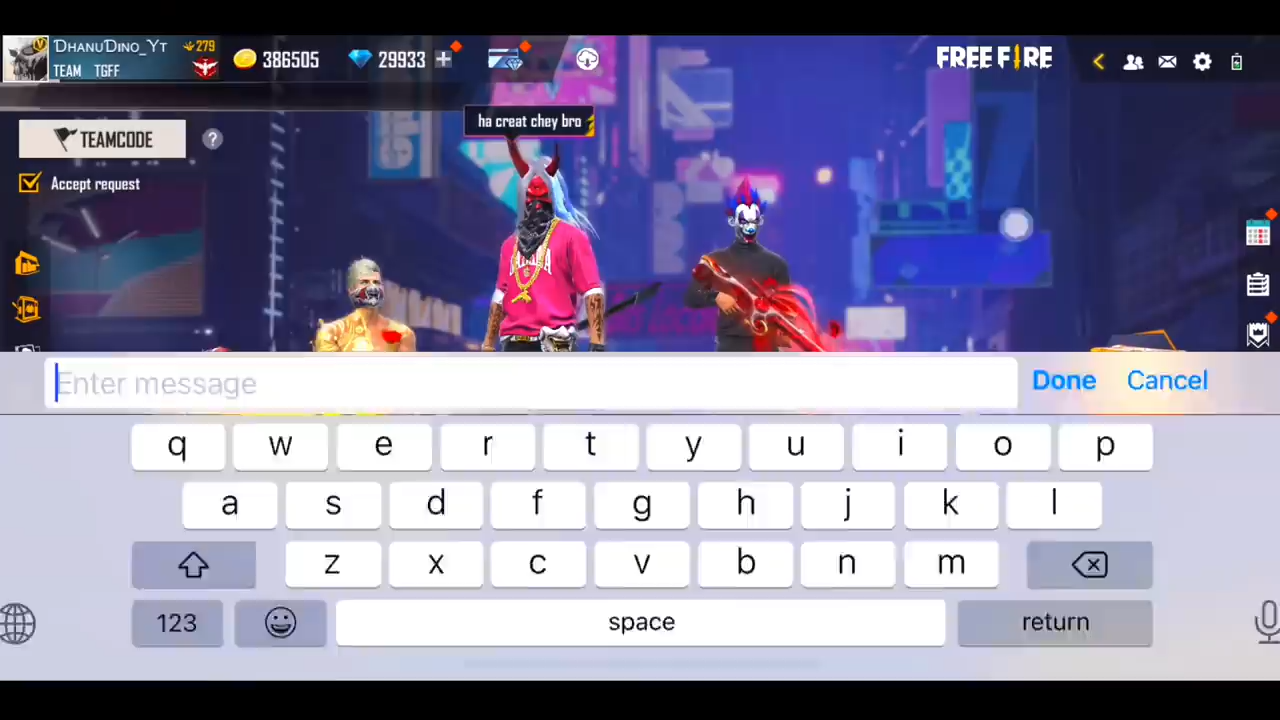 DhanuDino_Yt
279
TEAM TGFF
386505
29933
FREE FIRE
ha creat chey bro
TEAMCODE
?
Accept request
Enter message
Done
Cancel
q w e r t y u i o p
a s d f g h j k l
z x c v b n m
123
space
return